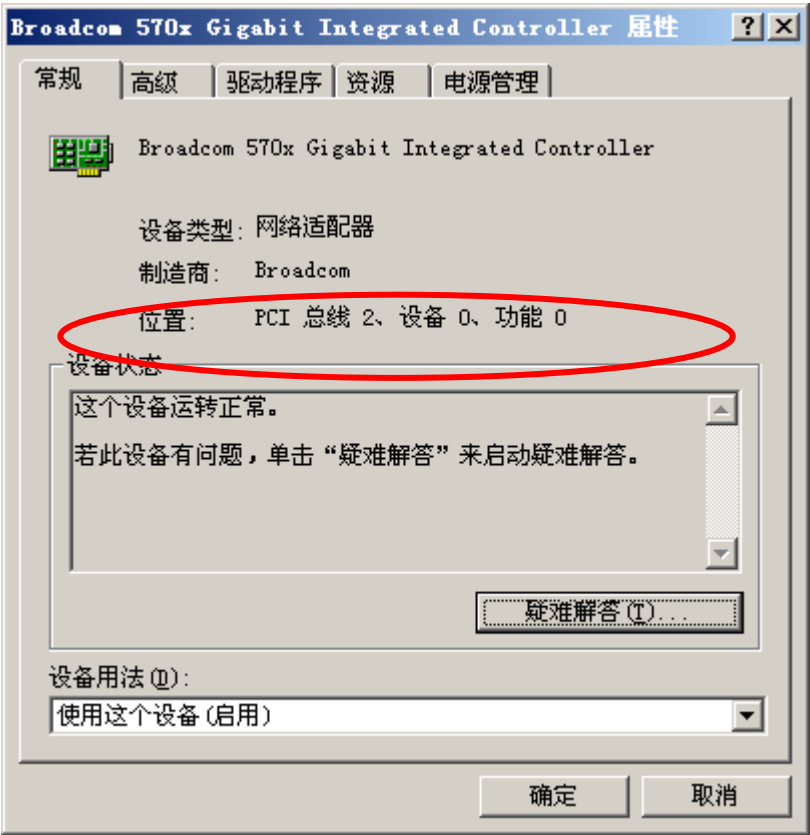 Broadcom 570x Gigabit Integrated Controller 属性
常规 高级 驱动程序 资源 电源管理
Broadcom 570x Gigabit Integrated Controller
设备类型: 网络适配器
制造商: Broadcom
位置: PCI 总线 2、设备 0、功能 0
设备状态
这个设备运转正常。
若此设备有问题，单击“疑难解答”来启动疑难解答。
疑难解答(T)...
设备用法(D):
使用这个设备(启用)
确定 取消